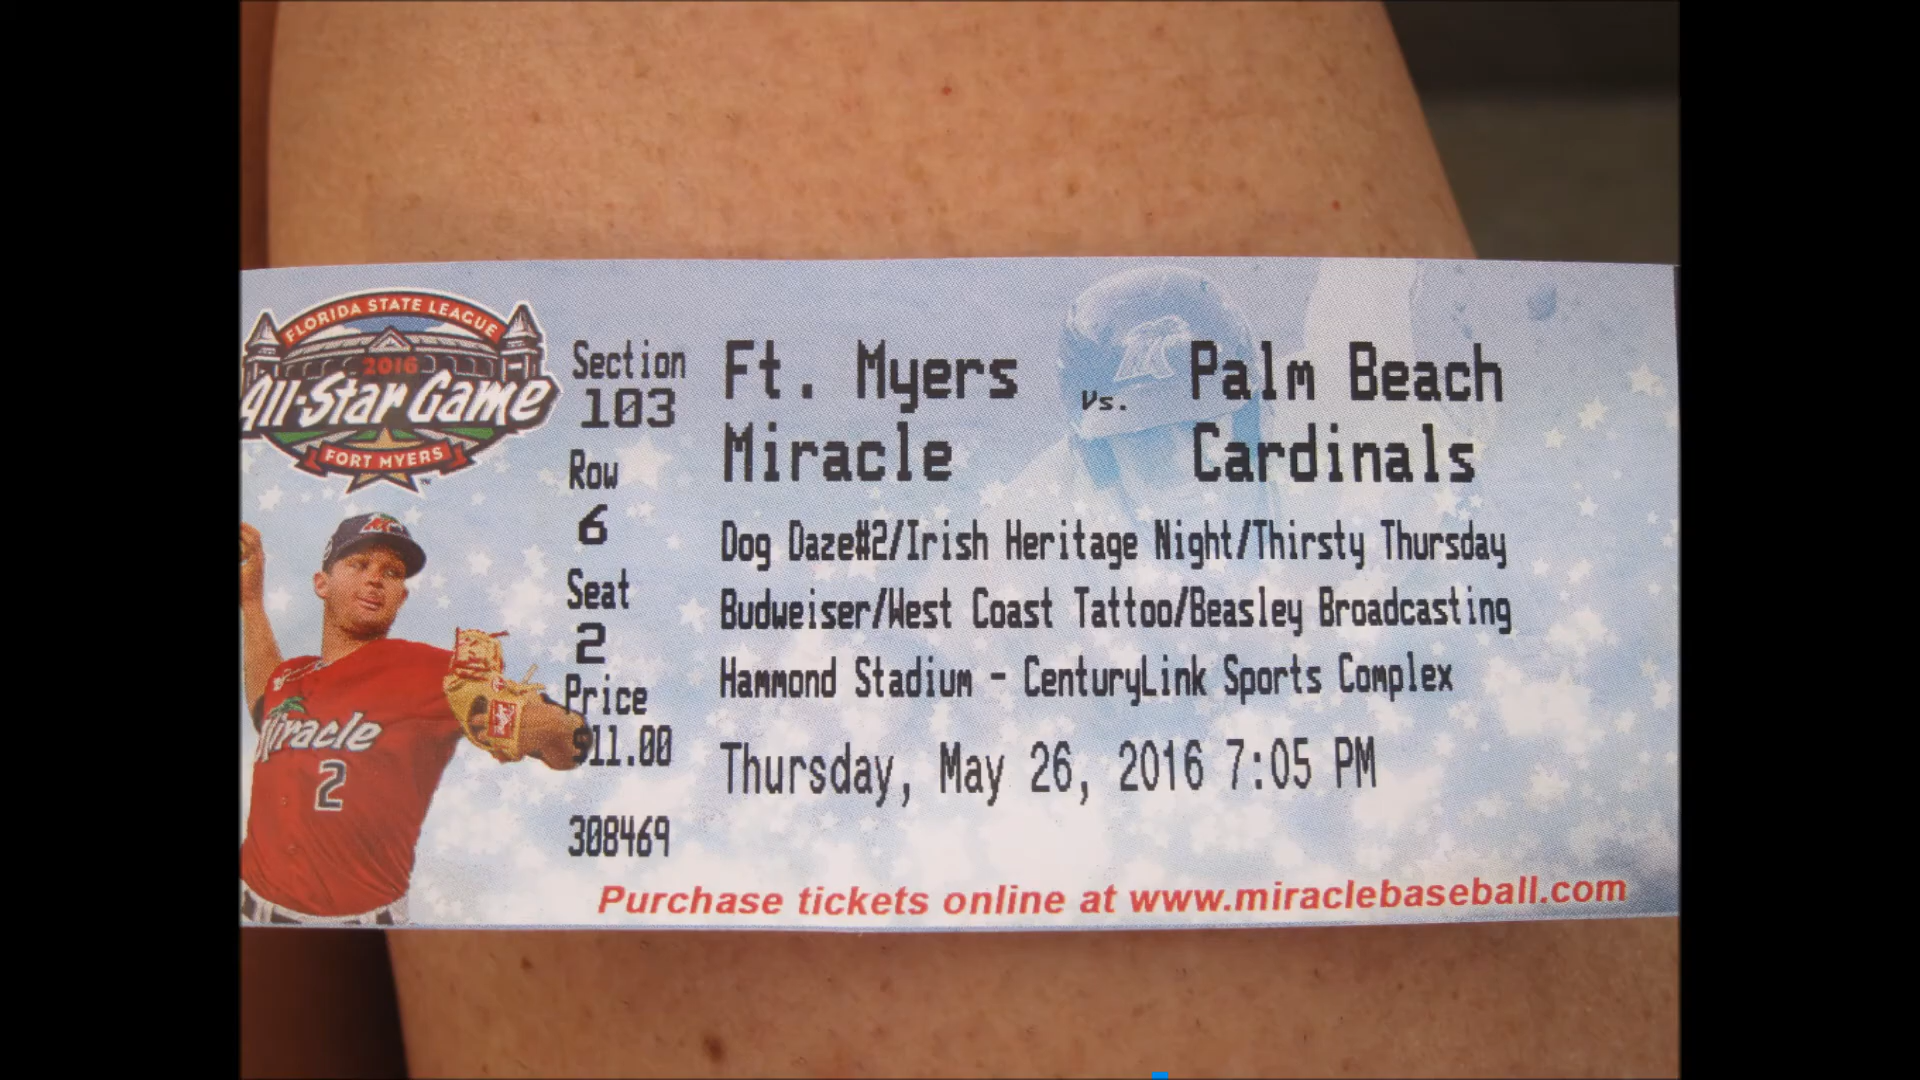 FLORIDA STATE LEAGUE
2016
All-Star Game
FORT MYERS
TM
Section
103
Row
6
Seat
2
Price
$11.00
308469
Ft. Myers vs. Palm Beach
Miracle Cardinals
Dog Daze#2/Irish Heritage Night/Thirsty Thursday
Budweiser/West Coast Tattoo/Beasley Broadcasting
Hammond Stadium - CenturyLink Sports Complex
Thursday, May 26, 2016 7:05 PM
Miracle
2
Purchase tickets online at www.miraclebaseball.com